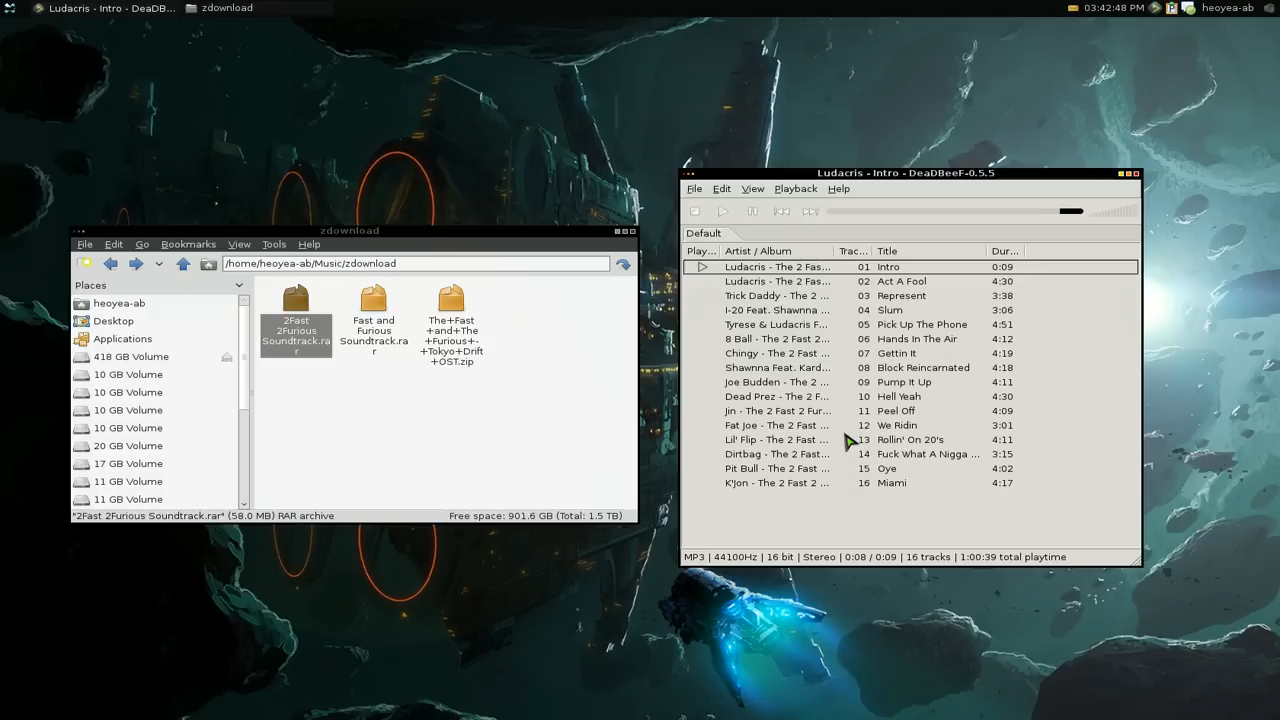 Ludacris - Intro - DeaDB...
zdownload
03:42:48 PM
heoyea-ab
zdownload
File Edit Go Bookmarks View Tools Help
/home/heoyea-ab/Music/zdownload
Places
heoyea-ab
Desktop
Applications
418 GB Volume
10 GB Volume
10 GB Volume
10 GB Volume
10 GB Volume
20 GB Volume
17 GB Volume
11 GB Volume
11 GB Volume
2Fast
2Furious
Soundtrack.ra
r
Fast and
Furious
Soundtrack.ra
r
The+Fast
+and+The
+Furious+-
+Tokyo+Drift
+OST.zip
"2Fast 2Furious Soundtrack.rar" (58.0 MB) RAR archive
Free space: 901.6 GB (Total: 1.5 TB)
Ludacris - Intro - DeaDBeeF-0.5.5
File Edit View Playback Help
Default
Play... Artist / Album Trac... Title Dur...
Ludacris - The 2 Fas... 01 Intro 0:09
Ludacris - The 2 Fas... 02 Act A Fool 4:30
Trick Daddy - The 2 ... 03 Represent 3:38
I-20 Feat. Shawnna ... 04 Slum 3:06
Tyrese & Ludacris F... 05 Pick Up The Phone 4:51
8 Ball - The 2 Fast 2... 06 Hands In The Air 4:12
Chingy - The 2 Fast ... 07 Gettin It 4:19
Shawnna Feat. Kard... 08 Block Reincarnated 4:18
Joe Budden - The 2 ... 09 Pump It Up 4:11
Dead Prez - The 2 F... 10 Hell Yeah 4:30
Jin - The 2 Fast 2 Fur... 11 Peel Off 4:09
Fat Joe - The 2 Fast ... 12 We Ridin 3:01
Lil' Flip - The 2 Fast ... 13 Rollin' On 20's 4:11
Dirtbag - The 2 Fast... 14 Fuck What A Nigga ... 3:15
Pit Bull - The 2 Fast ... 15 Oye 4:02
K'Jon - The 2 Fast 2 ... 16 Miami 4:17
MP3 | 44100Hz | 16 bit | Stereo | 0:08 / 0:09 | 16 tracks | 1:00:39 total playtime